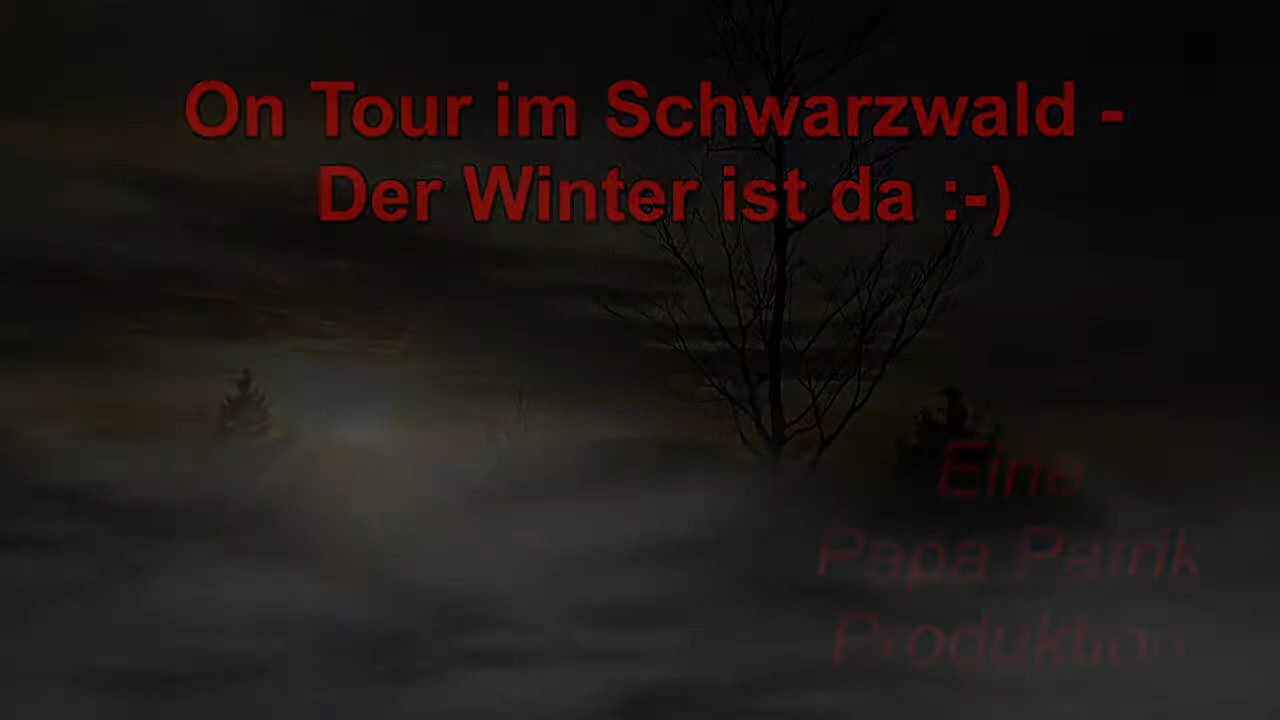 On Tour im Schwarzwald -
Der Winter ist da :-)
Eine
Papa Patrik
Produktion